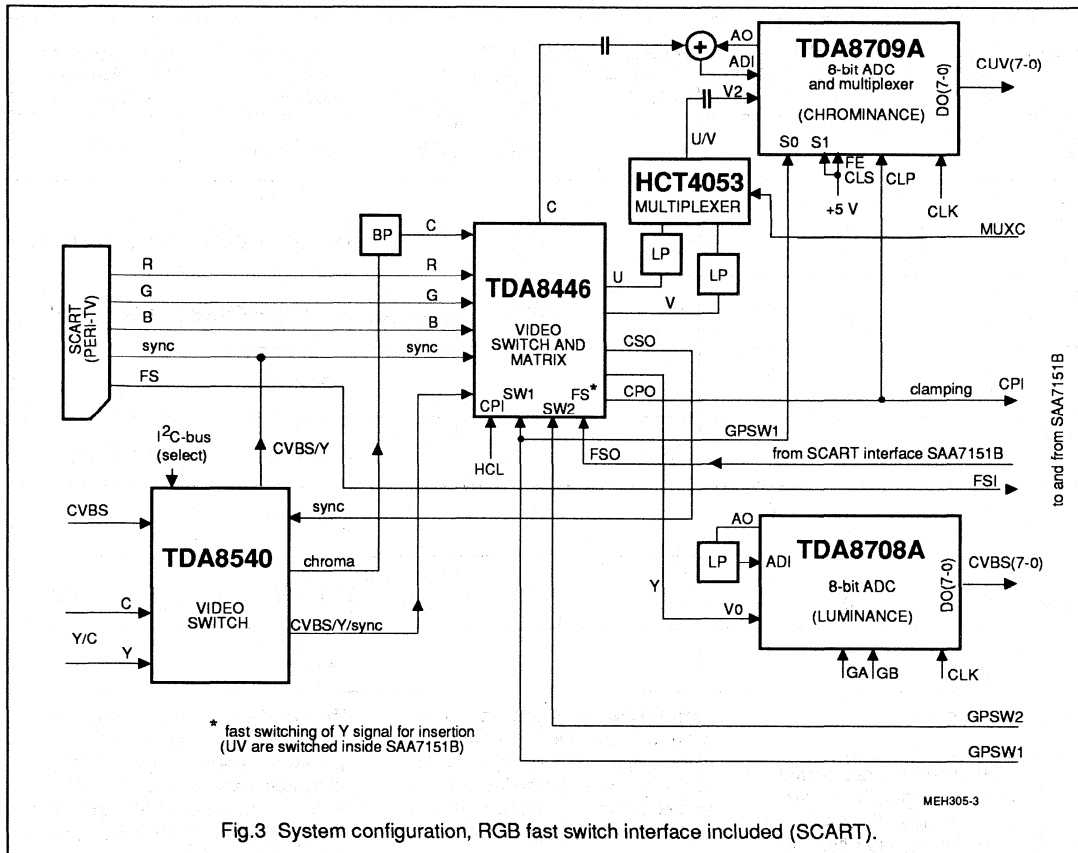 AO
TDA8709A
8-bit ADC
and multiplexer
(CHROMINANCE)
DO(7-0)
CUV(7-0)
ADI
V2
S0
S1
FE
CLS
CLP
+5 V
CLK
U/V
HCT4053
MULTIPLEXER
MUXC
C
BP
C
LP
LP
SCART
(PERI-TV)
R
R
G
G
B
B
sync
sync
FS
TDA8446
VIDEO
SWITCH AND
MATRIX
U
V
CSO
CPO
clamping
CPI
CPI
SW1
SW2
FS*
HCL
GPSW1
FSO
from SCART interface SAA7151B
FSI
to and from SAA7151B
I2C-bus
(select)
CVBS/Y
CVBS
sync
TDA8540
VIDEO
SWITCH
chroma
CVBS/Y/sync
C
Y/C
Y
AO
LP
ADI
TDA8708A
8-bit ADC
(LUMINANCE)
DO(7-0)
CVBS(7-0)
Y
V0
GA
GB
CLK
GPSW2
GPSW1
* fast switching of Y signal for insertion
(UV are switched inside SAA7151B)
MEH305-3
Fig.3 System configuration, RGB fast switch interface included (SCART).